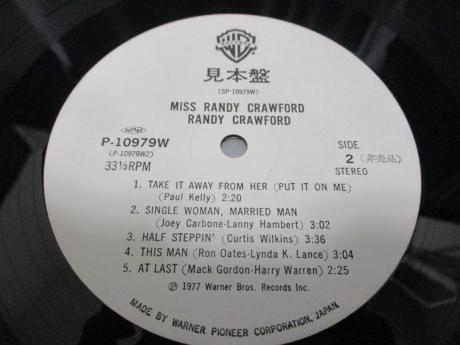 見本盤
(SP-10979W)
MISS RANDY CRAWFORD
RANDY CRAWFORD
P-10979W
(P-10979W2)
33⅓RPM
SIDE
2 (非売品)
STEREO
1. TAKE IT AWAY FROM HER (PUT IT ON ME)
(Paul Kelly) 2:20
2. SINGLE WOMAN, MARRIED MAN
(Joey Carbone-Lanny Hambert) 3:02
3. HALF STEPPIN' (Curtis Wilkins) 3:36
4. THIS MAN (Ron Oates-Lynda K. Lance) 3:04
5. AT LAST (Mack Gordon-Harry Warren) 2:25
Ⓟ 1977 Warner Bros. Records Inc.
MADE BY WARNER PIONEER CORPORATION, JAPAN.